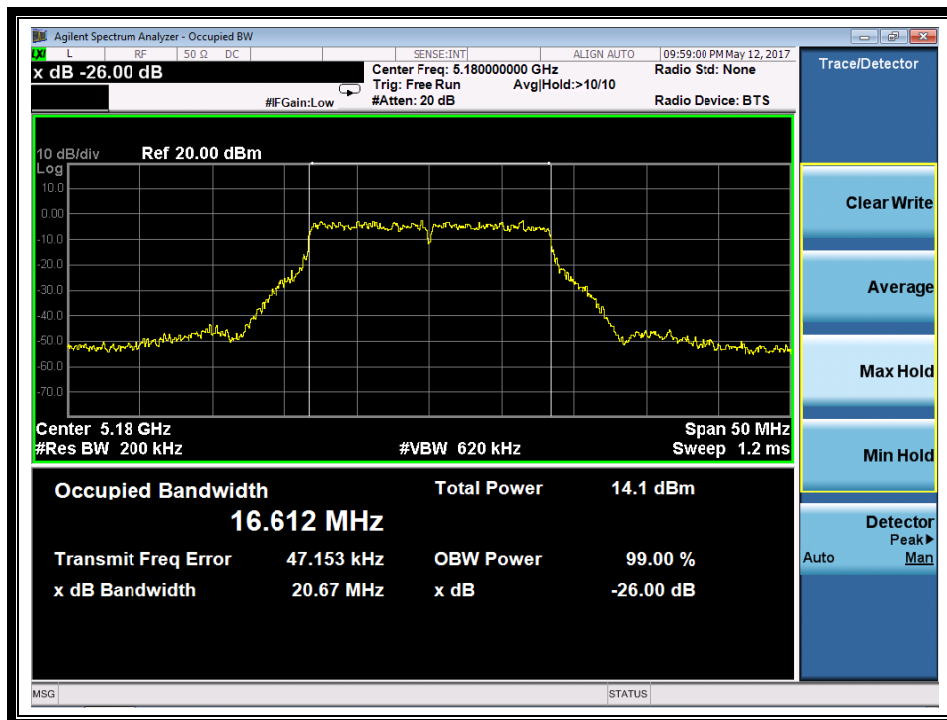 Agilent Spectrum Analyzer - Occupied BW
LXI L RF 50 Ω DC SENSE:INT ALIGN AUTO 09:59:00 PM May 12, 2017
x dB -26.00 dB
Center Freq: 5.180000000 GHz
Radio Std: None
Trig: Free Run Avg|Hold:>10/10
#IFGain:Low
#Atten: 20 dB
Radio Device: BTS
10 dB/div Ref 20.00 dBm
Log
10.0
0.00
-10.0
-20.0
-30.0
-40.0
-50.0
-60.0
-70.0
Center 5.18 GHz
Span 50 MHz
#Res BW 200 kHz
#VBW 620 kHz
Sweep 1.2 ms
Occupied Bandwidth
Total Power 14.1 dBm
16.612 MHz
Transmit Freq Error 47.153 kHz
OBW Power 99.00 %
x dB Bandwidth 20.67 MHz
x dB -26.00 dB
Trace/Detector
Clear Write
Average
Max Hold
Min Hold
Detector
Peak▶
Auto Man
MSG
STATUS